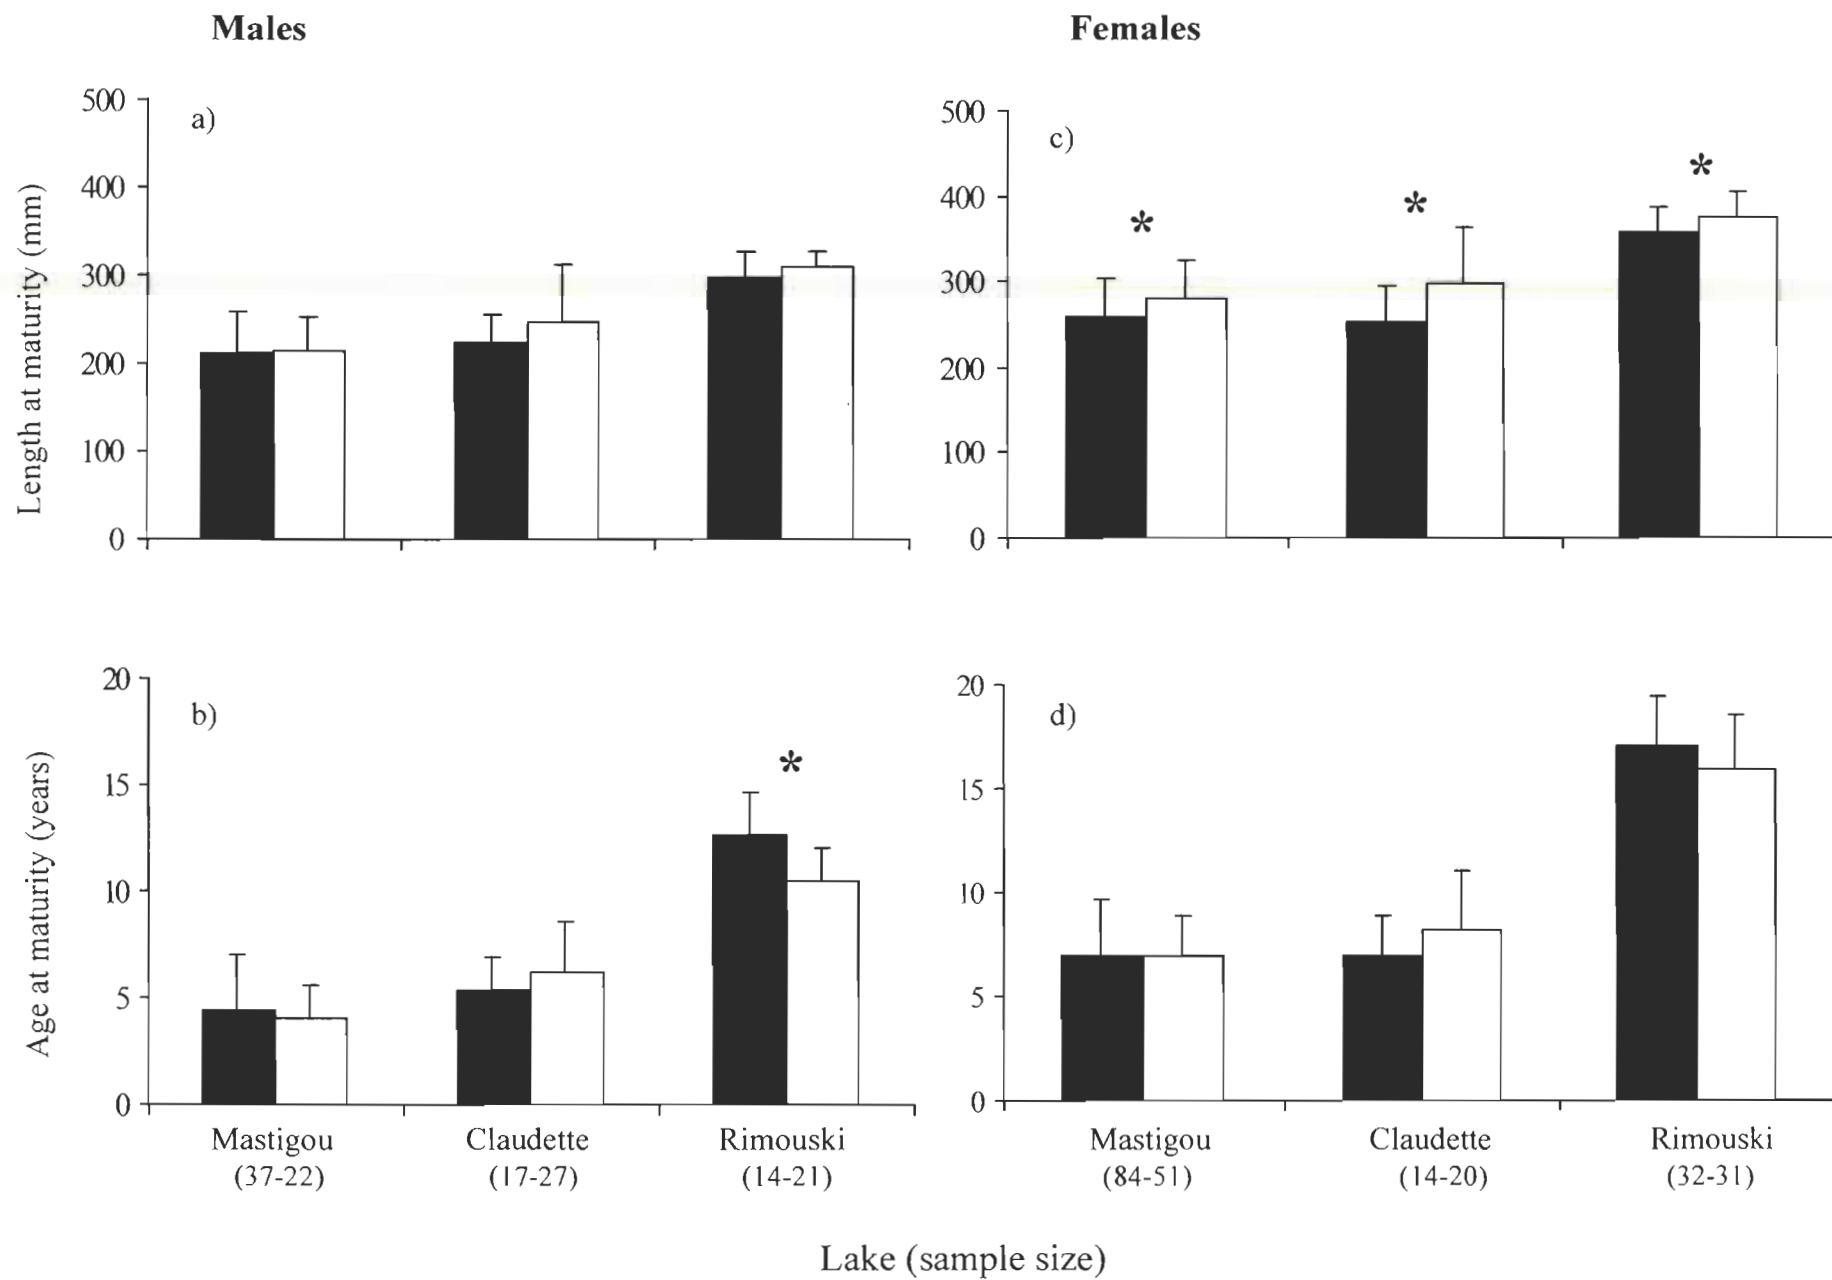 Males
Females
500
400
300
200
100
0
a)
Length at maturity (mm)
500
400
300
200
100
0
c)
*
*
*
20
15
10
5
0
b)
*
Age at maturity (years)
20
15
10
5
0
d)
Mastigou
(37-22)
Claudette
(17-27)
Rimouski
(14-21)
Mastigou
(84-51)
Claudette
(14-20)
Rimouski
(32-31)
Lake (sample size)